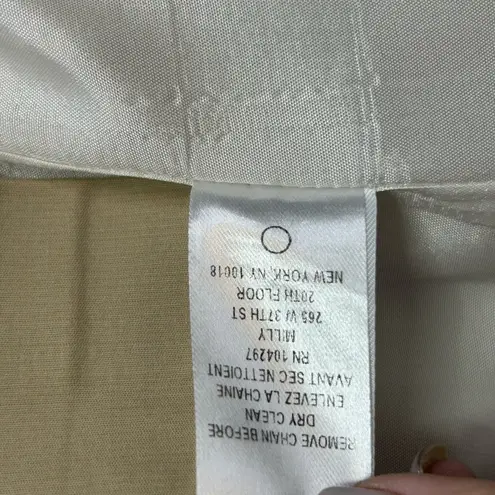 REMOVE CHAIN BEFORE
DRY CLEAN
ENLEVEZ LA CHAINE
AVANT SEC NETTOIENT
RN 104297
MILLY
265 W 37TH ST
20TH FLOOR
NEW YORK, NY 10018